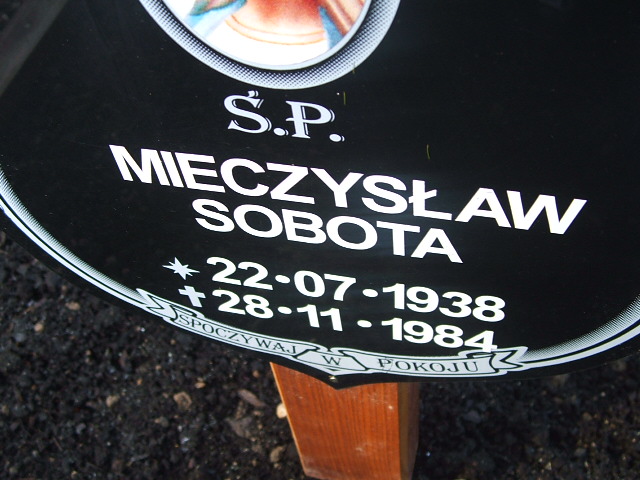 Ś.P.
MIECZYSŁAW
SOBOTA
22·07·1938
✝ 28·11·1984
SPOCZYWAJ W POKOJU